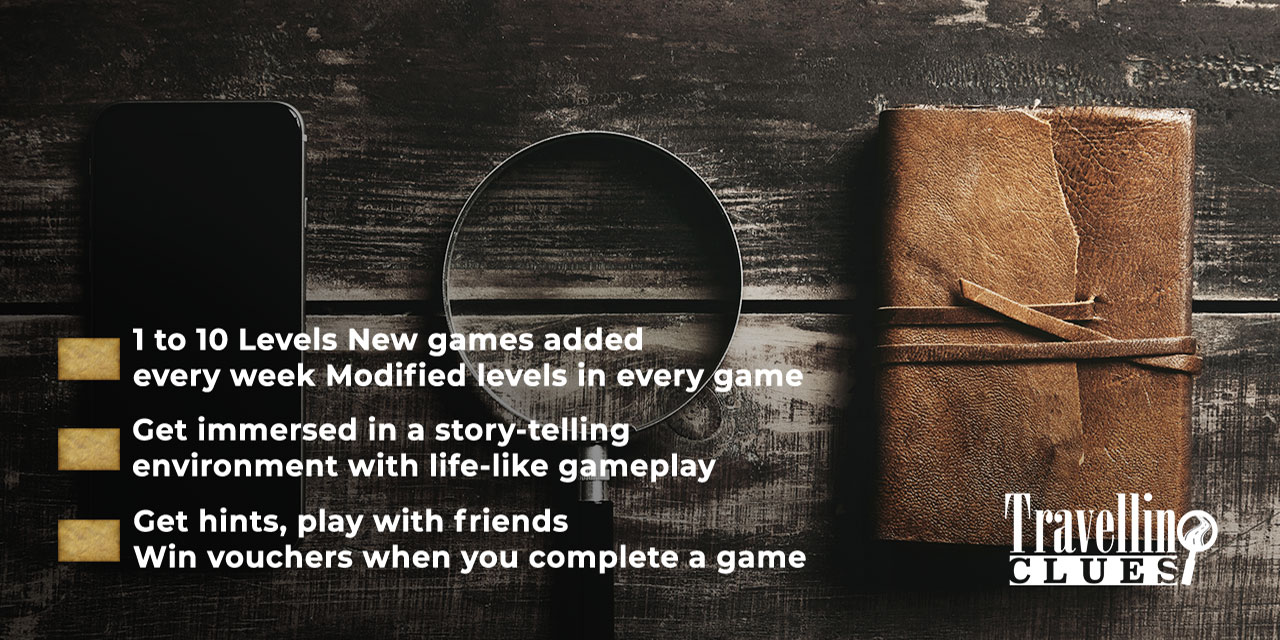 1 to 10 Levels New games added
every week Modified levels in every game
Get immersed in a story-telling
environment with life-like gameplay
Get hints, play with friends
Win vouchers when you complete a game
Travelling
CLUES